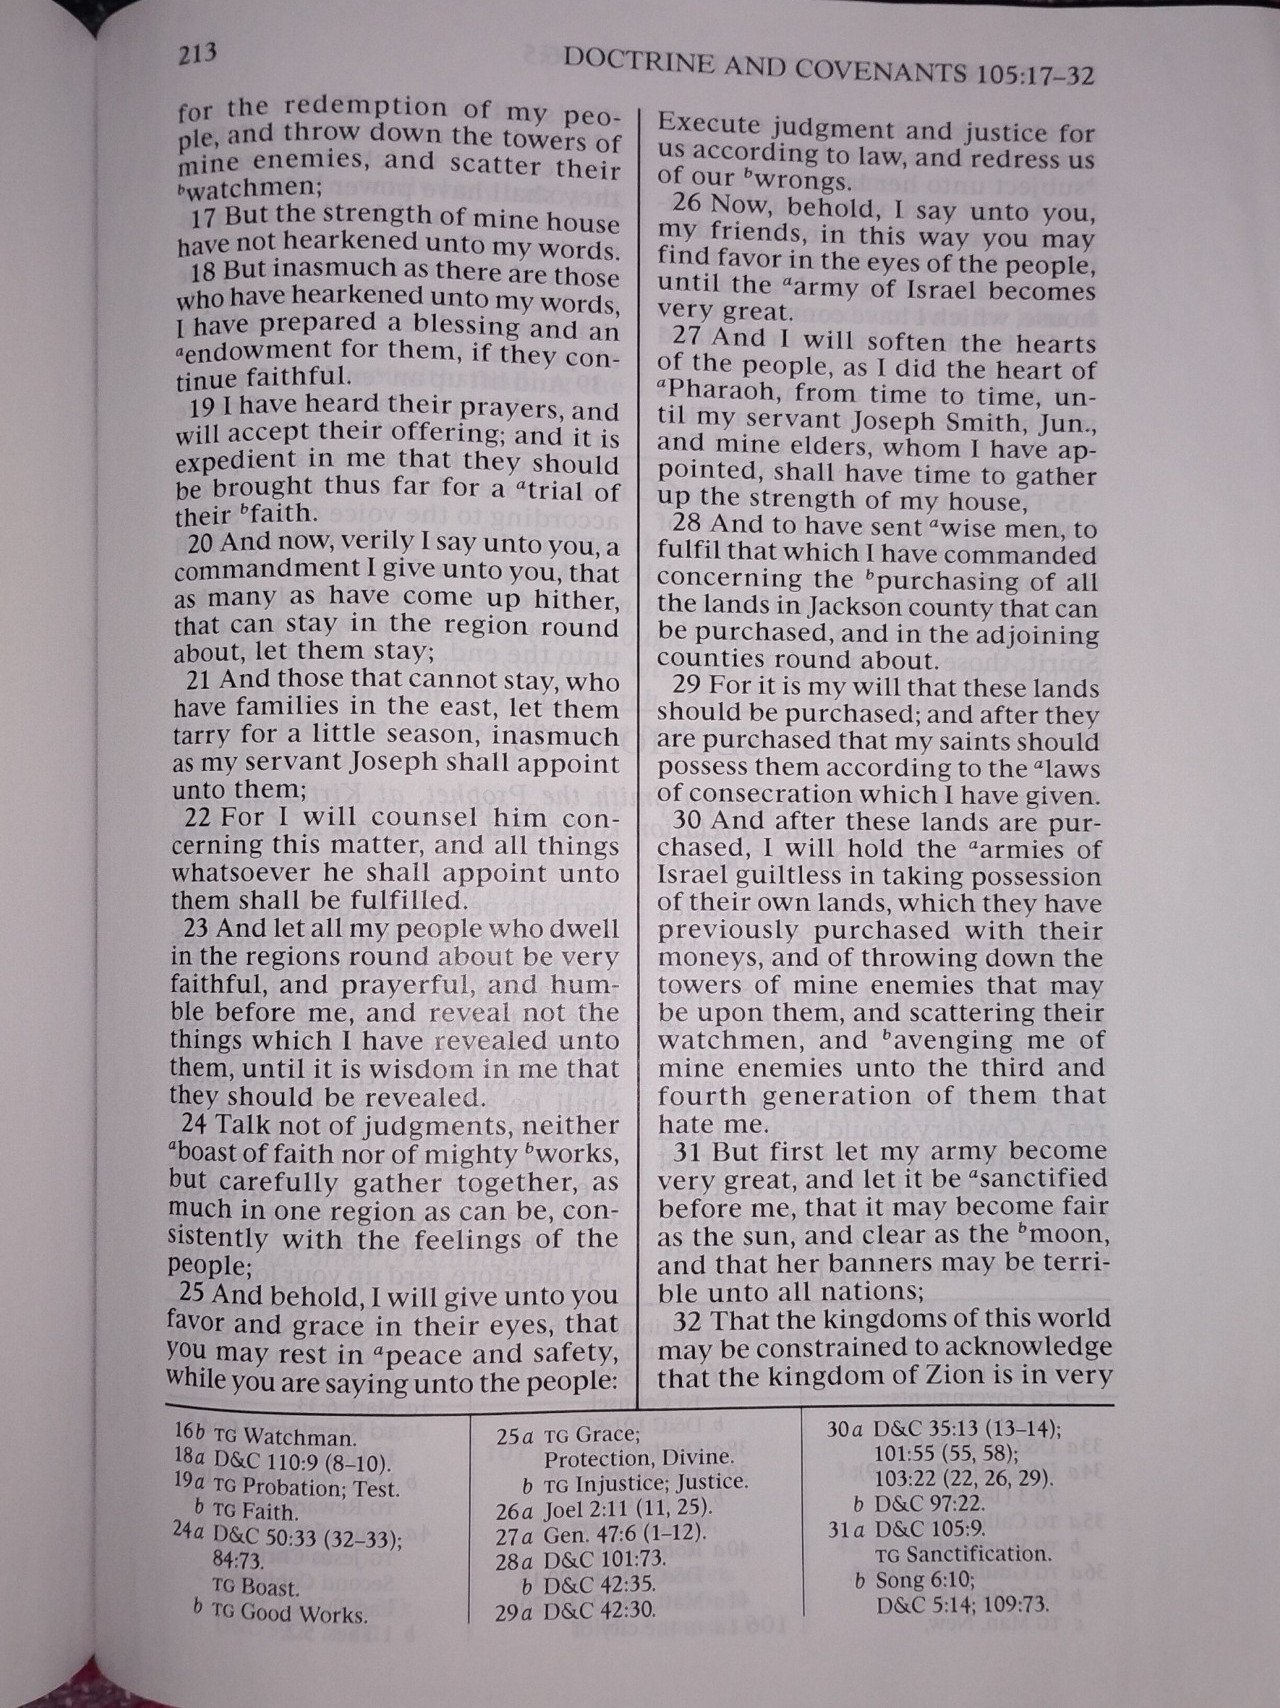 213
DOCTRINE AND COVENANTS 105:17–32
for the redemption of my peo-
ple, and throw down the towers of
mine enemies, and scatter their
bwatchmen;
17 But the strength of mine house
have not hearkened unto my words.
18 But inasmuch as there are those
who have hearkened unto my words,
I have prepared a blessing and an
aendowment for them, if they con-
tinue faithful.
19 I have heard their prayers, and
will accept their offering; and it is
expedient in me that they should
be brought thus far for a atrial of
their bfaith.
20 And now, verily I say unto you, a
commandment I give unto you, that
as many as have come up hither,
that can stay in the region round
about, let them stay;
21 And those that cannot stay, who
have families in the east, let them
tarry for a little season, inasmuch
as my servant Joseph shall appoint
unto them;
22 For I will counsel him con-
cerning this matter, and all things
whatsoever he shall appoint unto
them shall be fulfilled.
23 And let all my people who dwell
in the regions round about be very
faithful, and prayerful, and hum-
ble before me, and reveal not the
things which I have revealed unto
them, until it is wisdom in me that
they should be revealed.
24 Talk not of judgments, neither
aboast of faith nor of mighty bworks,
but carefully gather together, as
much in one region as can be, con-
sistently with the feelings of the
people;
25 And behold, I will give unto you
favor and grace in their eyes, that
you may rest in apeace and safety,
while you are saying unto the people:
Execute judgment and justice for
us according to law, and redress us
of our bwrongs.
26 Now, behold, I say unto you,
my friends, in this way you may
find favor in the eyes of the people,
until the aarmy of Israel becomes
very great.
27 And I will soften the hearts
of the people, as I did the heart of
aPharaoh, from time to time, un-
til my servant Joseph Smith, Jun.,
and mine elders, whom I have ap-
pointed, shall have time to gather
up the strength of my house,
28 And to have sent awise men, to
fulfil that which I have commanded
concerning the bpurchasing of all
the lands in Jackson county that can
be purchased, and in the adjoining
counties round about.
29 For it is my will that these lands
should be purchased; and after they
are purchased that my saints should
possess them according to the alaws
of consecration which I have given.
30 And after these lands are pur-
chased, I will hold the aarmies of
Israel guiltless in taking possession
of their own lands, which they have
previously purchased with their
moneys, and of throwing down the
towers of mine enemies that may
be upon them, and scattering their
watchmen, and bavenging me of
mine enemies unto the third and
fourth generation of them that
hate me.
31 But first let my army become
very great, and let it be asanctified
before me, that it may become fair
as the sun, and clear as the bmoon,
and that her banners may be terri-
ble unto all nations;
32 That the kingdoms of this world
may be constrained to acknowledge
that the kingdom of Zion is in very
16b TG Watchman.
18a D&C 110:9 (8–10).
19a TG Probation; Test.
b TG Faith.
24a D&C 50:33 (32–33);
84:73.
TG Boast.
b TG Good Works.
25a TG Grace;
Protection, Divine.
b TG Injustice; Justice.
26a Joel 2:11 (11, 25).
27a Gen. 47:6 (1–12).
28a D&C 101:73.
b D&C 42:35.
29a D&C 42:30.
30a D&C 35:13 (13–14);
101:55 (55, 58);
103:22 (22, 26, 29).
b D&C 97:22.
31a D&C 105:9.
TG Sanctification.
b Song 6:10;
D&C 5:14; 109:73.